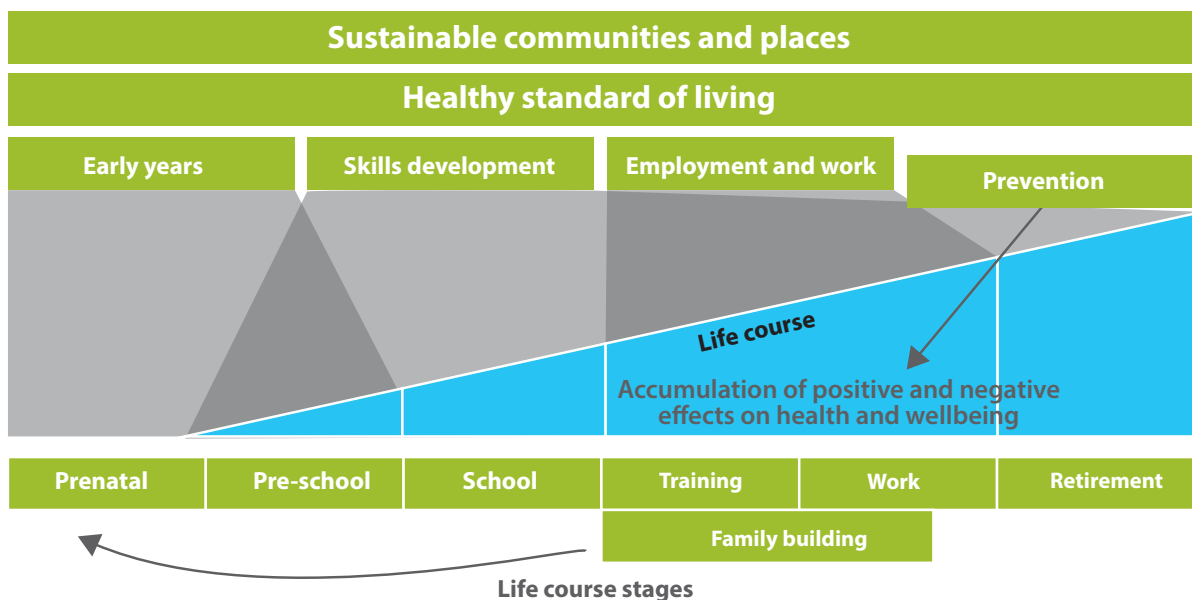 Sustainable communities and places
Healthy standard of living
Early years
Skills development
Employment and work
Prevention
Life course
Accumulation of positive and negative
effects on health and wellbeing
Prenatal
Pre-school
School
Training
Work
Retirement
Family building
Life course stages